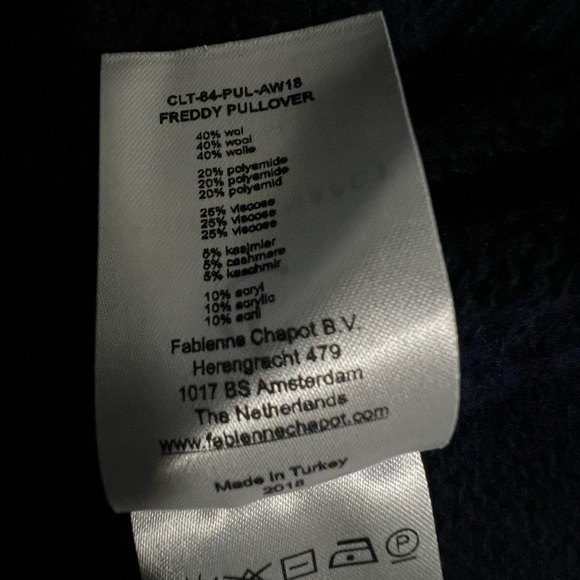 CLT-84-PUL-AW18
FREDDY PULLOVER
40% wol
40% wool
40% wolle
20% polyamide
20% polyamide
20% polyamid
25% viscose
25% viscose
25% viscose
5% kasjmier
5% cashmere
5% kaschmir
10% acryl
10% acrylic
10% acril
Fabienne Chapot B.V.
Herengracht 479
1017 BS Amsterdam
The Netherlands
www.fabiennechapot.com
Made in Turkey
2018
P